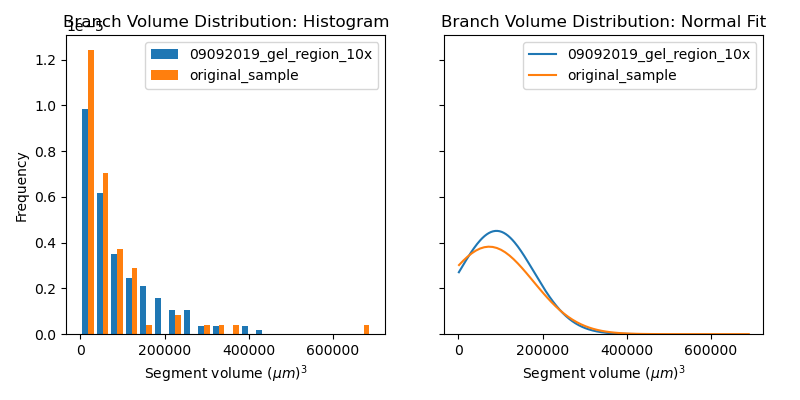 Branch Volume Distribution: Histogram
1e−5
09092019_gel_region_10x
original_sample
1.2
1.0
0.8
0.6
0.4
0.2
0.0
Frequency
0
200000
400000
600000
Segment volume (μm)³
Branch Volume Distribution: Normal Fit
09092019_gel_region_10x
original_sample
0
200000
400000
600000
Segment volume (μm)³